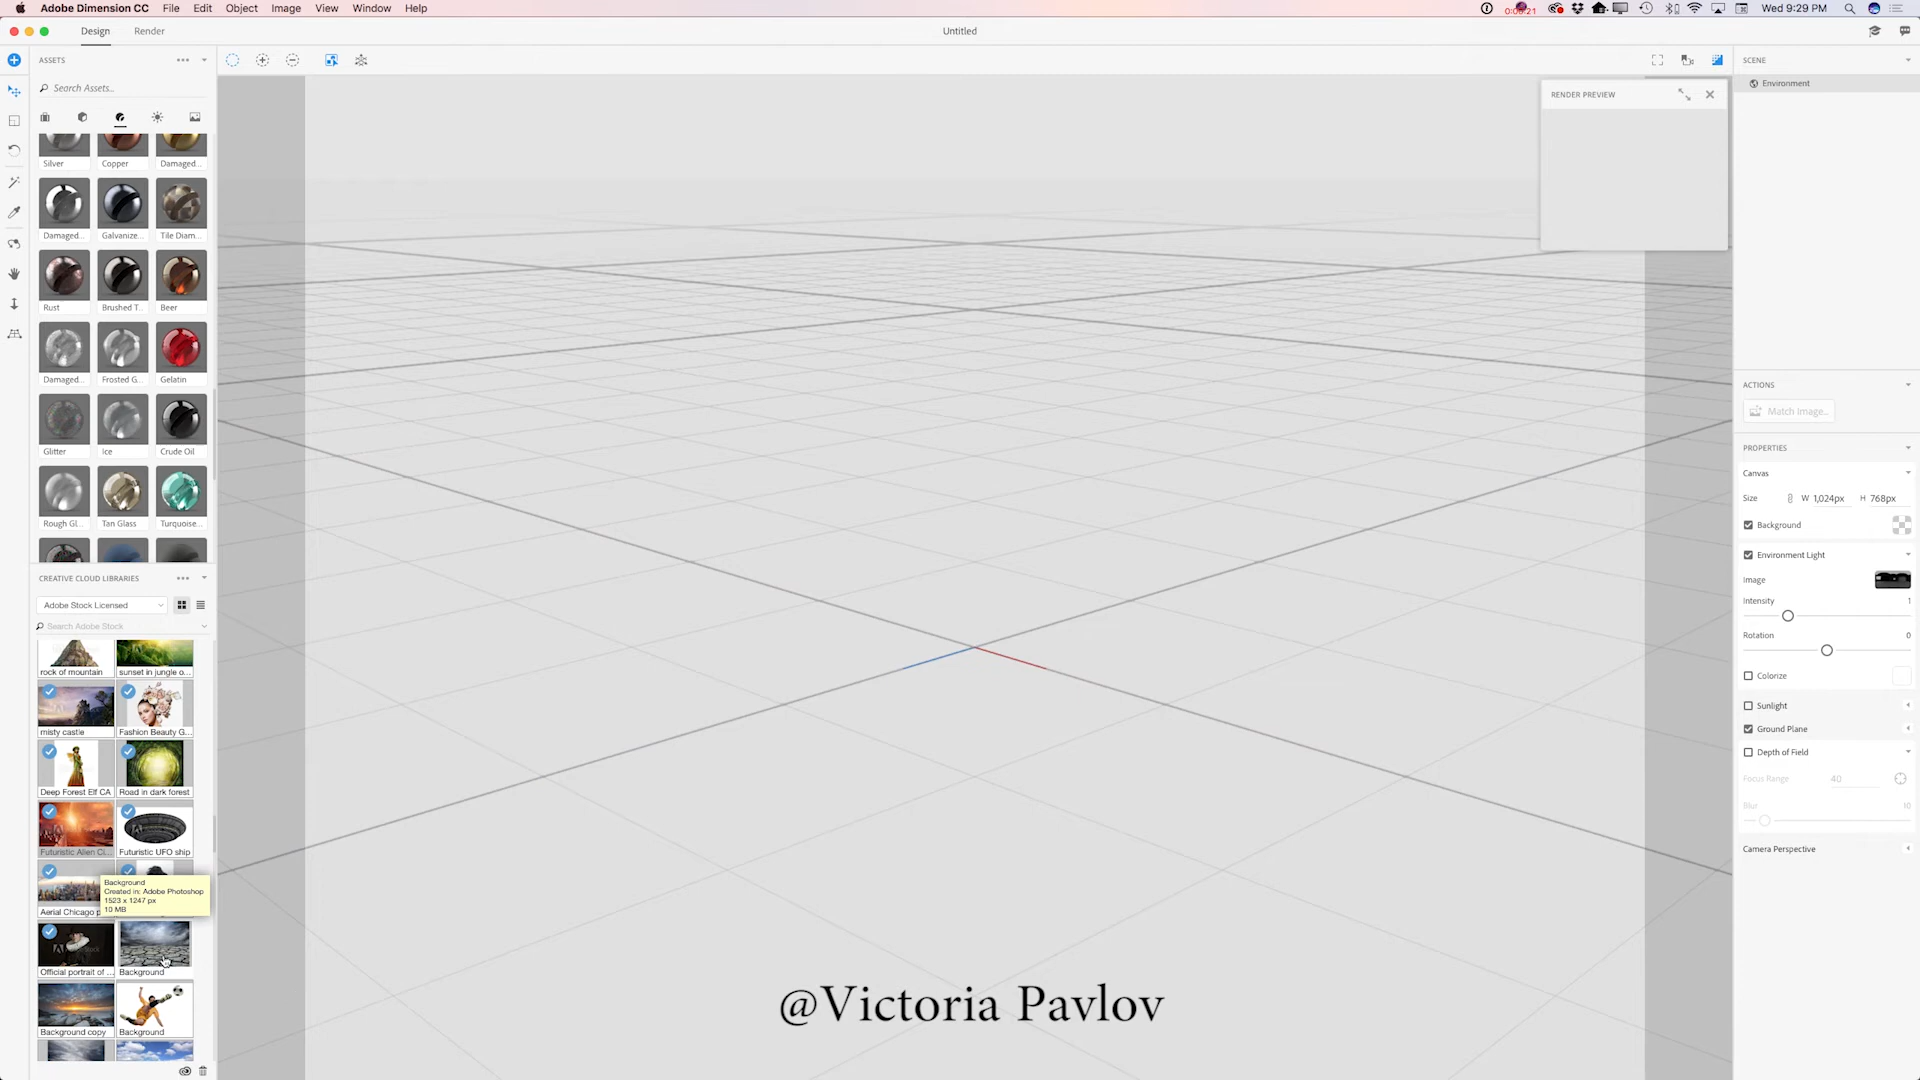 Adobe Dimension CC File Edit Object Image View Window Help
Wed 9:29 PM
Design Render
Untitled
ASSETS
Search Assets...
Silver Copper Damaged...
Damaged... Galvanize... Tile Diam...
Rust Brushed T... Beer
Damaged... Frosted G... Gelatin
Glitter Ice Crude Oil
Rough Gl... Tan Glass Turquoise...
CREATIVE CLOUD LIBRARIES
Adobe Stock Licensed
Search Adobe Stock
rock of mountain sunset in jungle o...
misty castle Fashion Beauty G...
Deep Forest Elf CA Road in dark forest
Futuristic Alien Ci... Futuristic UFO ship
Background
Created in: Adobe Photoshop
1523 x 1247 px
10 MB
Aerial Chicago p
Official portrait of ... Background
Background copy Background
@Victoria Pavlov
RENDER PREVIEW
SCENE
Environment
ACTIONS
Match Image...
PROPERTIES
Canvas
Size W 1,024px H 768px
Background
Environment Light
Image
Intensity 1
Rotation 0
Colorize
Sunlight
Ground Plane
Depth of Field
Focus Range 40
Blur 10
Camera Perspective